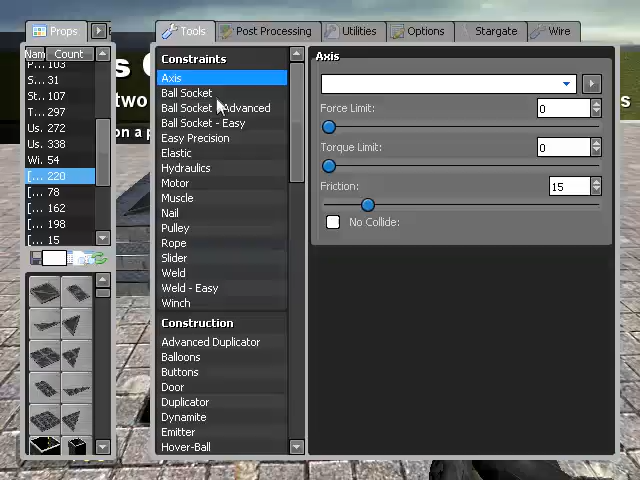 Props
Tools
Post Processing
Utilities
Options
Stargate
Wire
Nam
Count
P... 103
S... 31
St... 107
T... 297
Us. 272
Us. 338
Wi. 54
[... 220
[... 78
[... 162
[... 198
[... 15
Constraints
Axis
Ball Socket
Ball Socket - Advanced
Ball Socket - Easy
Easy Precision
Elastic
Hydraulics
Motor
Muscle
Nail
Pulley
Rope
Slider
Weld
Weld - Easy
Winch
Construction
Advanced Duplicator
Balloons
Buttons
Door
Duplicator
Dynamite
Emitter
Hover-Ball
Axis
Force Limit: 0
Torque Limit: 0
Friction: 15
No Collide:
two
on a p